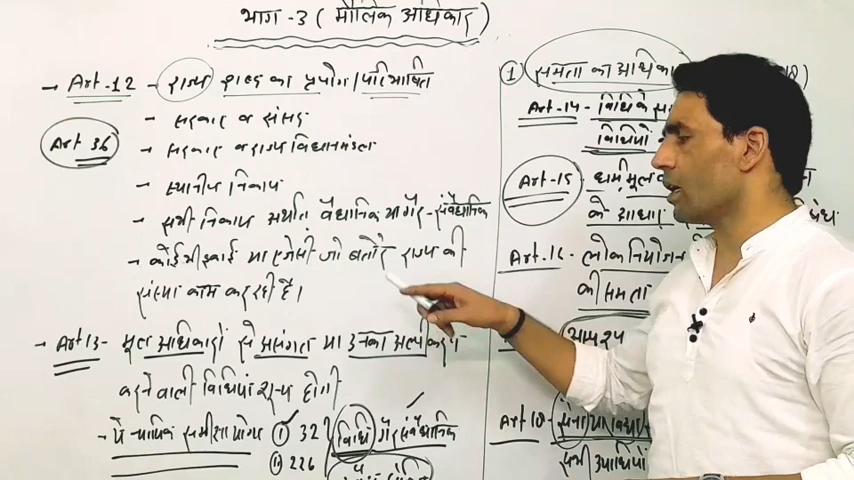 भाग -3 ( मौलिक अधिकार )
→ Art-12 - राज्य शब्द का प्रयोग / परिभाषित
- सरकार व संसद
Art 36
- सरकार व राज्य विधानमंडल
- स्थानीय निकाय
- सभी निकाय अर्थात वैधानिक या गैर-संवैधानिक
- कोई भी इकाई या एजेंसी जो बतौर राज्य की
संस्था काम कर रही है।
→ Art 13- मूल अधिकारों से असंगत या उनका अल्पीकरण
करने वाली विधियां शून्य होगी
- ये न्यायिक समीक्षा योग्य (i) 32 विधि गैर संवैधानिक
(ii) 226
① समता का अधिकार
Art-14 - विधि के
विधियों
Art-15 - धर्म मूल
के आधार
Art-16 - लोक नियोजन
की समता
Art 18 -
उपाधियों